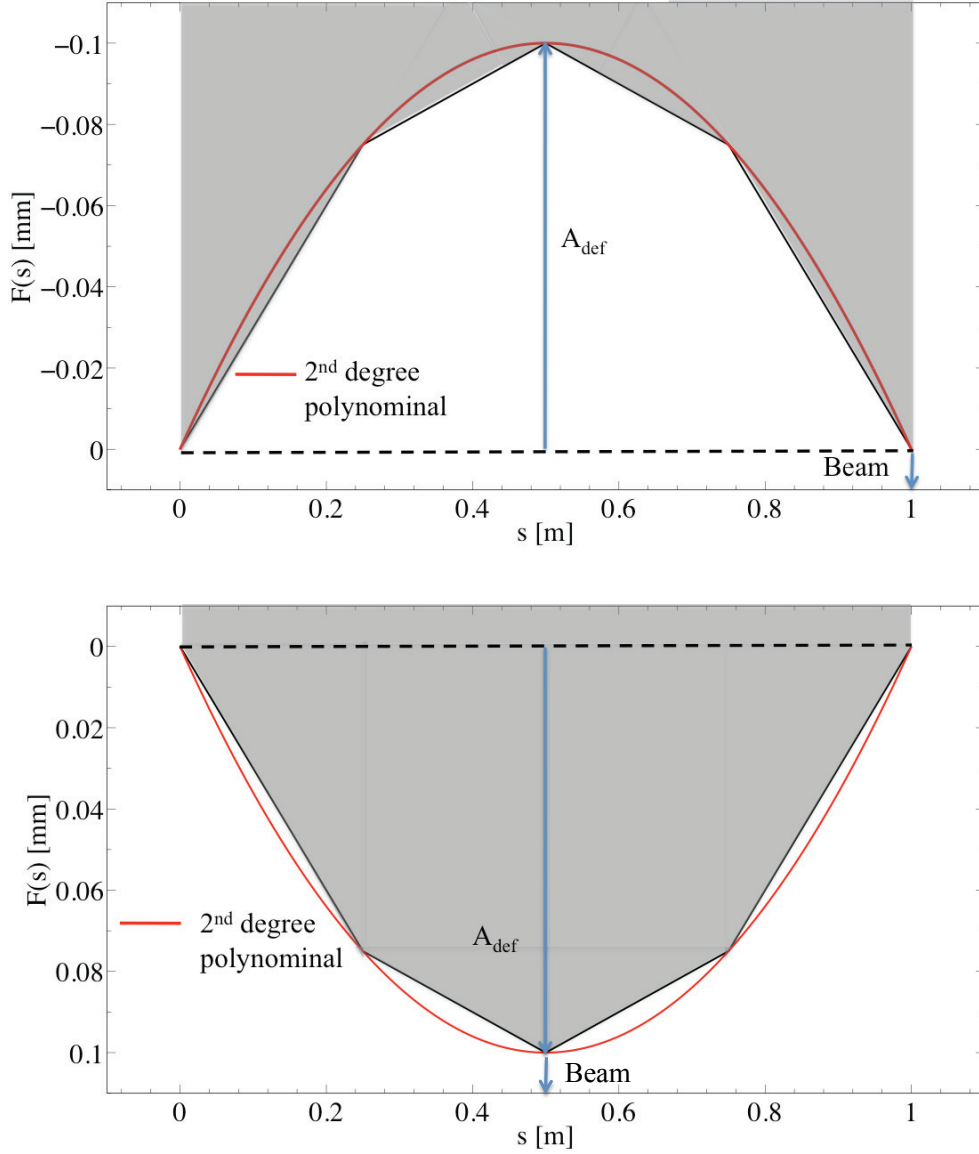 −0.1
−0.08
−0.06
−0.04
−0.02
0
F(s) [mm]
A_def
2nd degree
polynominal
Beam
0 0.2 0.4 0.6 0.8 1
s [m]
0
0.02
0.04
0.06
0.08
0.1
F(s) [mm]
2nd degree
polynominal
A_def
Beam
0 0.2 0.4 0.6 0.8 1
s [m]